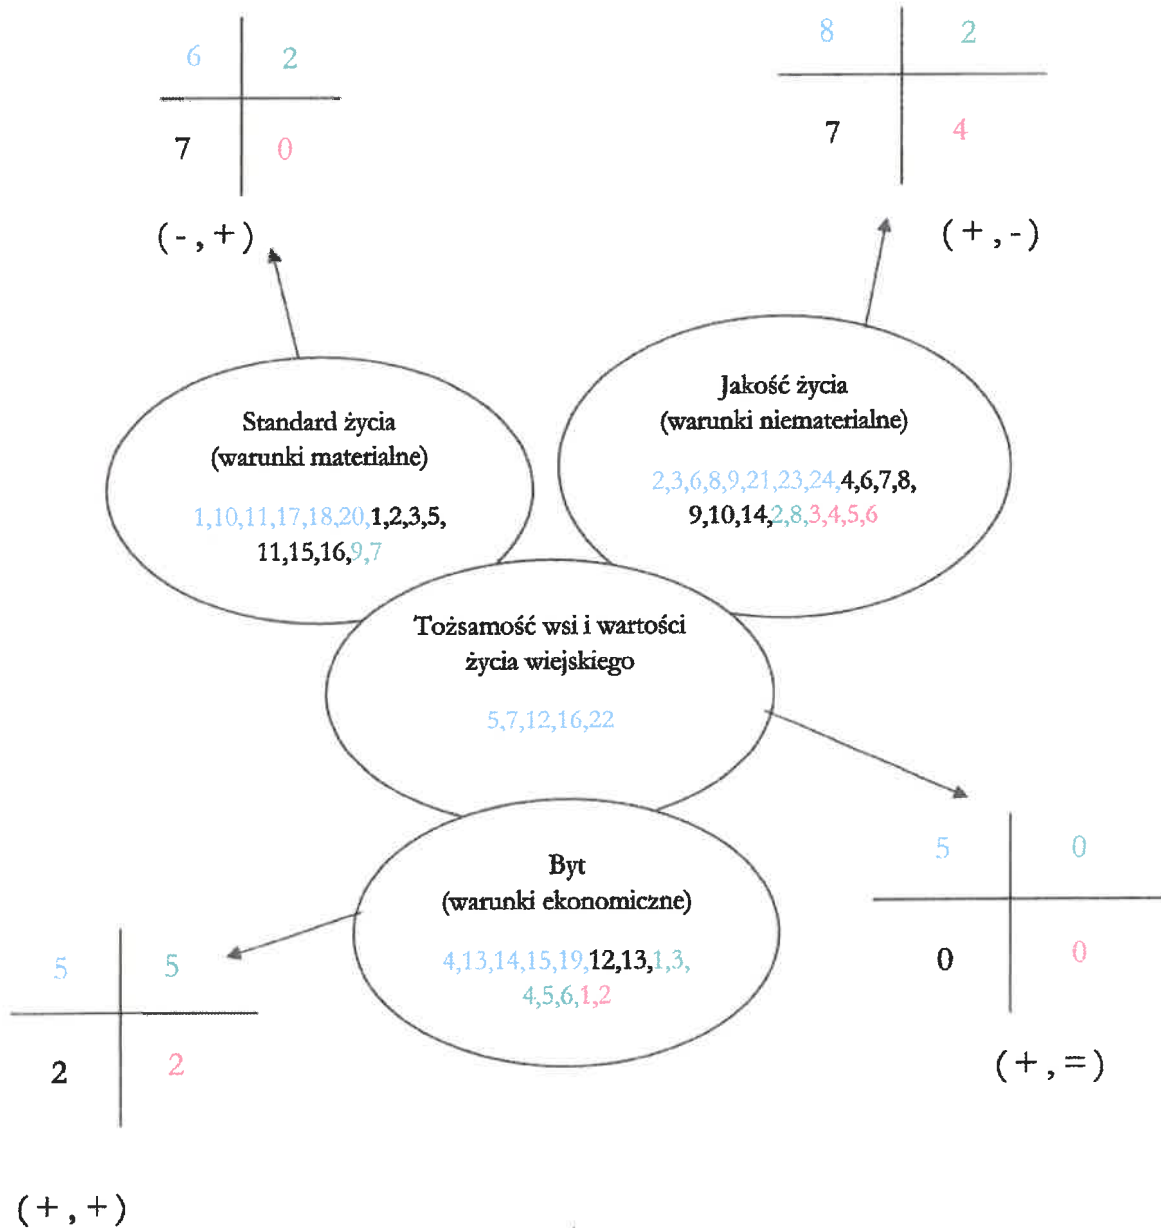 6 2
7 0
(-,+)
8 2
7 4
(+,-)
Standard życia
(warunki materialne)
1,10,11,17,18,20,1,2,3,5,
11,15,16,9,7
Jakość życia
(warunki niematerialne)
2,3,6,8,9,21,23,24,4,6,7,8,
9,10,14,2,8,3,4,5,6
Tożsamość wsi i wartości
życia wiejskiego
5,7,12,16,22
5 0
0 0
(+,=)
Byt
(warunki ekonomiczne)
4,13,14,15,19,12,13,1,3,
4,5,6,1,2
5 5
2 2
(+,+)